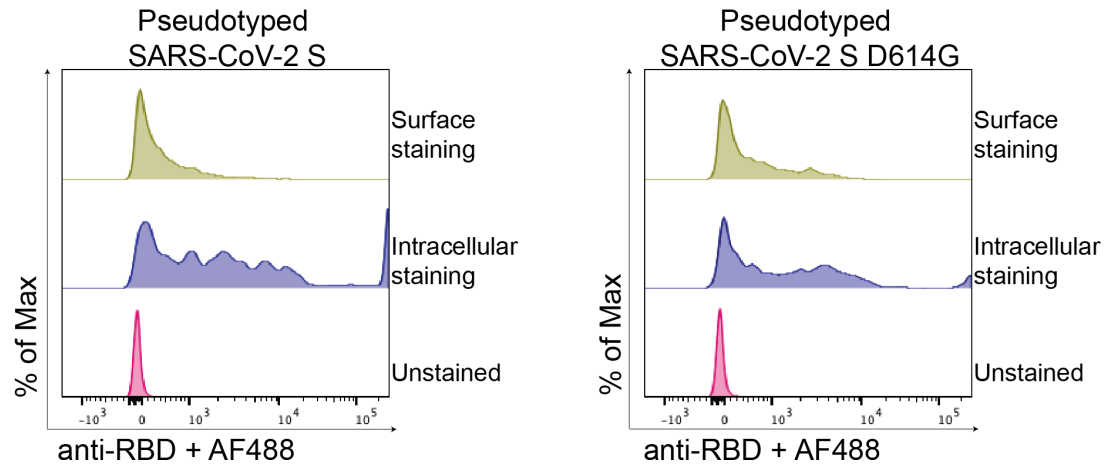 Pseudotyped
SARS-CoV-2 S
Surface
staining
Intracellular
staining
Unstained
% of Max
-10³ 0 10³ 10⁴ 10⁵
anti-RBD + AF488
Pseudotyped
SARS-CoV-2 S D614G
Surface
staining
Intracellular
staining
Unstained
% of Max
-10³ 0 10³ 10⁴ 10⁵
anti-RBD + AF488